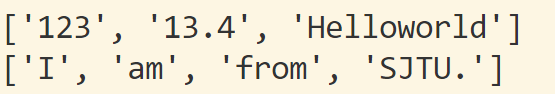 ['123', '13.4', 'Helloworld']
['I', 'am', 'from', 'SJTU.']